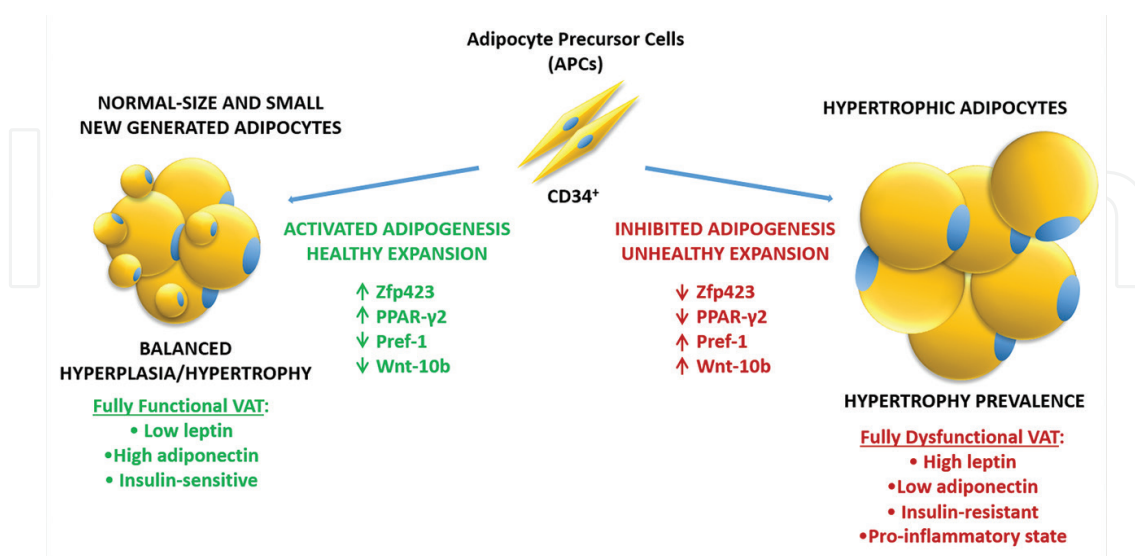 Adipocyte Precursor Cells
(APCs)
CD34⁺
NORMAL-SIZE AND SMALL
NEW GENERATED ADIPOCYTES
BALANCED
HYPERPLASIA/HYPERTROPHY
Fully Functional VAT:
• Low leptin
•High adiponectin
• Insulin-sensitive
ACTIVATED ADIPOGENESIS
HEALTHY EXPANSION
↑ Zfp423
↑ PPAR-γ2
↓ Pref-1
↓ Wnt-10b
INHIBITED ADIPOGENESIS
UNHEALTHY EXPANSION
↓ Zfp423
↓ PPAR-γ2
↑ Pref-1
↑ Wnt-10b
HYPERTROPHIC ADIPOCYTES
HYPERTROPHY PREVALENCE
Fully Dysfunctional VAT:
• High leptin
•Low adiponectin
• Insulin-resistant
•Pro-inflammatory state